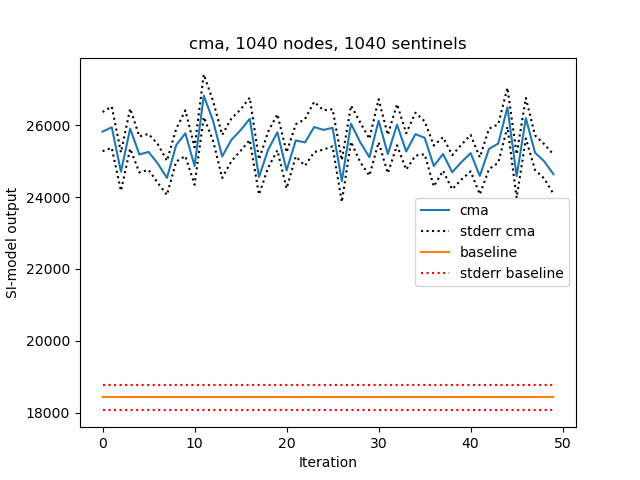 cma, 1040 nodes, 1040 sentinels
SI-model output
26000
24000
22000
20000
18000
cma
stderr cma
baseline
stderr baseline
0 10 20 30 40 50
Iteration